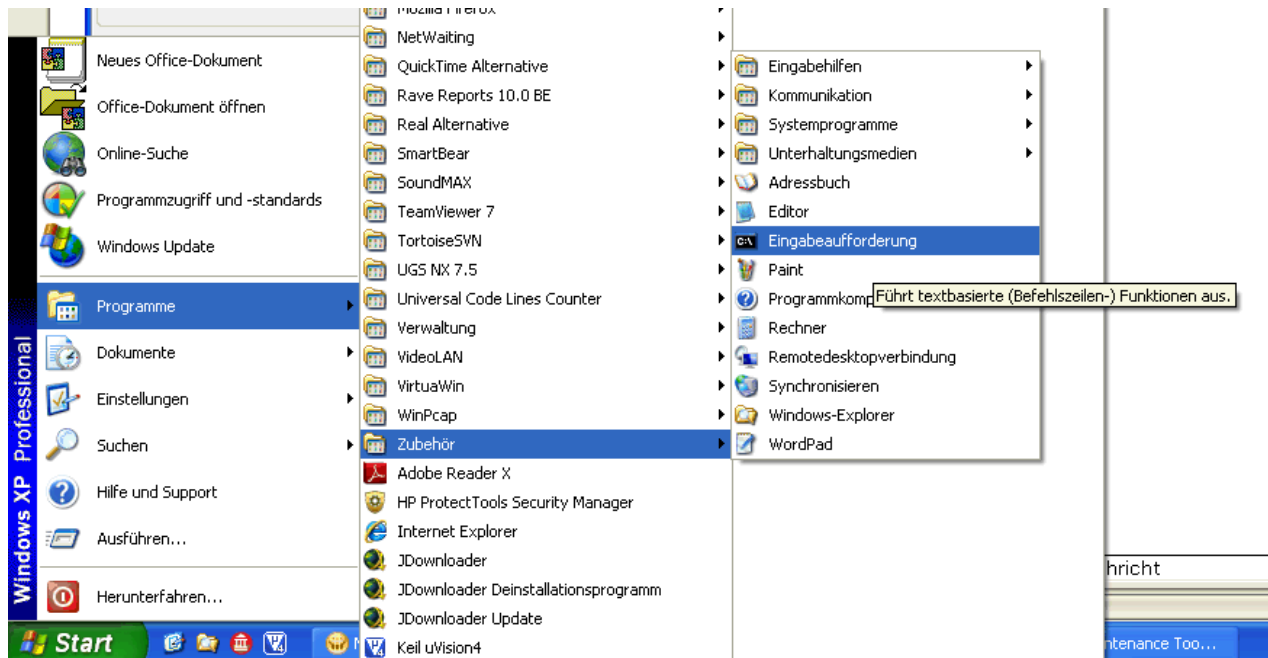 Neues Office-Dokument
Office-Dokument öffnen
Online-Suche
Programmzugriff und -standards
Windows Update
Programme
Dokumente
Einstellungen
Suchen
Hilfe und Support
Ausführen...
Herunterfahren...
Windows XP Professional
Mozilla Firefox
NetWaiting
QuickTime Alternative
Rave Reports 10.0 BE
Real Alternative
SmartBear
SoundMAX
TeamViewer 7
TortoiseSVN
UGS NX 7.5
Universal Code Lines Counter
Verwaltung
VideoLAN
VirtuaWin
WinPcap
Zubehör
Adobe Reader X
HP ProtectTools Security Manager
Internet Explorer
JDownloader
JDownloader Deinstallationsprogramm
JDownloader Update
Keil uVision4
Eingabehilfen
Kommunikation
Systemprogramme
Unterhaltungsmedien
Adressbuch
Editor
C:\
Eingabeaufforderung
Paint
Programmkomp
Führt textbasierte (Befehlszeilen-) Funktionen aus.
Rechner
Remotedesktopverbindung
Synchronisieren
Windows-Explorer
WordPad
hricht
Start
ntenance Too...